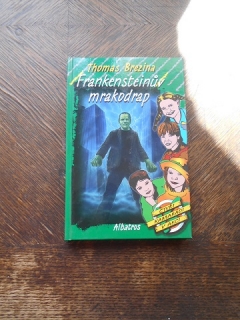 Thomas Brezina
Frankensteinův
mrakodrap
Albatros